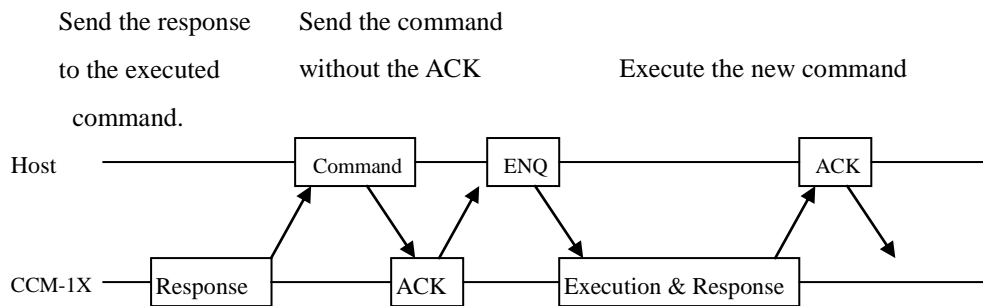 Send the response
to the executed
command.
Send the command
without the ACK
Execute the new command
Host
Command
ENQ
ACK
CCM-1X
Response
ACK
Execution & Response